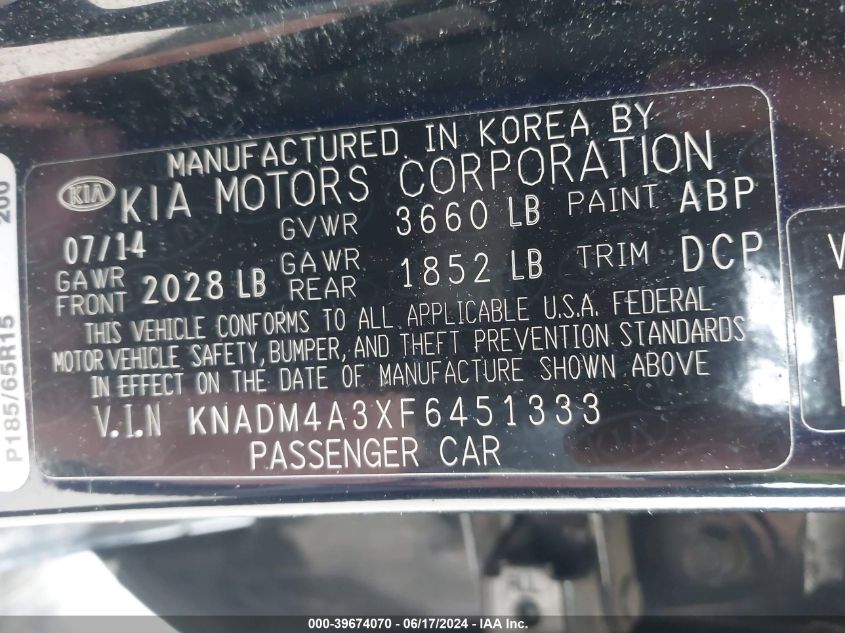 MANUFACTURED IN KOREA BY
KIA KIA MOTORS CORPORATION
07/14 GVWR 3660 LB PAINT ABP
GAWR FRONT 2028 LB GAWR REAR 1852 LB TRIM DCP
THIS VEHICLE CONFORMS TO ALL APPLICABLE U.S.A. FEDERAL
MOTOR VEHICLE SAFETY, BUMPER, AND THEFT PREVENTION STANDARDS
IN EFFECT ON THE DATE OF MANUFACTURE SHOWN ABOVE
V.I.N KNADM4A3XF6451333
PASSENGER CAR
P185/65R15
200
V
000-39674070 - 06/17/2024 - IAA Inc.